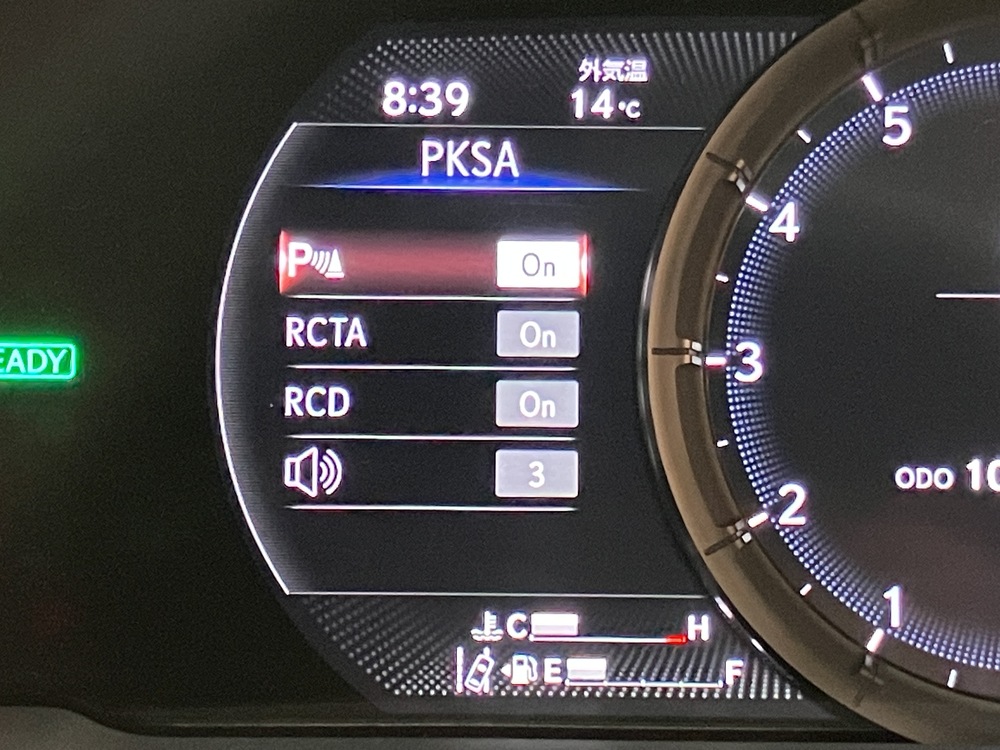 8:39
外気温
14℃
PKSA
P On
RCTA On
RCD On
3
C H
E F
EADY
5
4
3
2
1
ODO 10